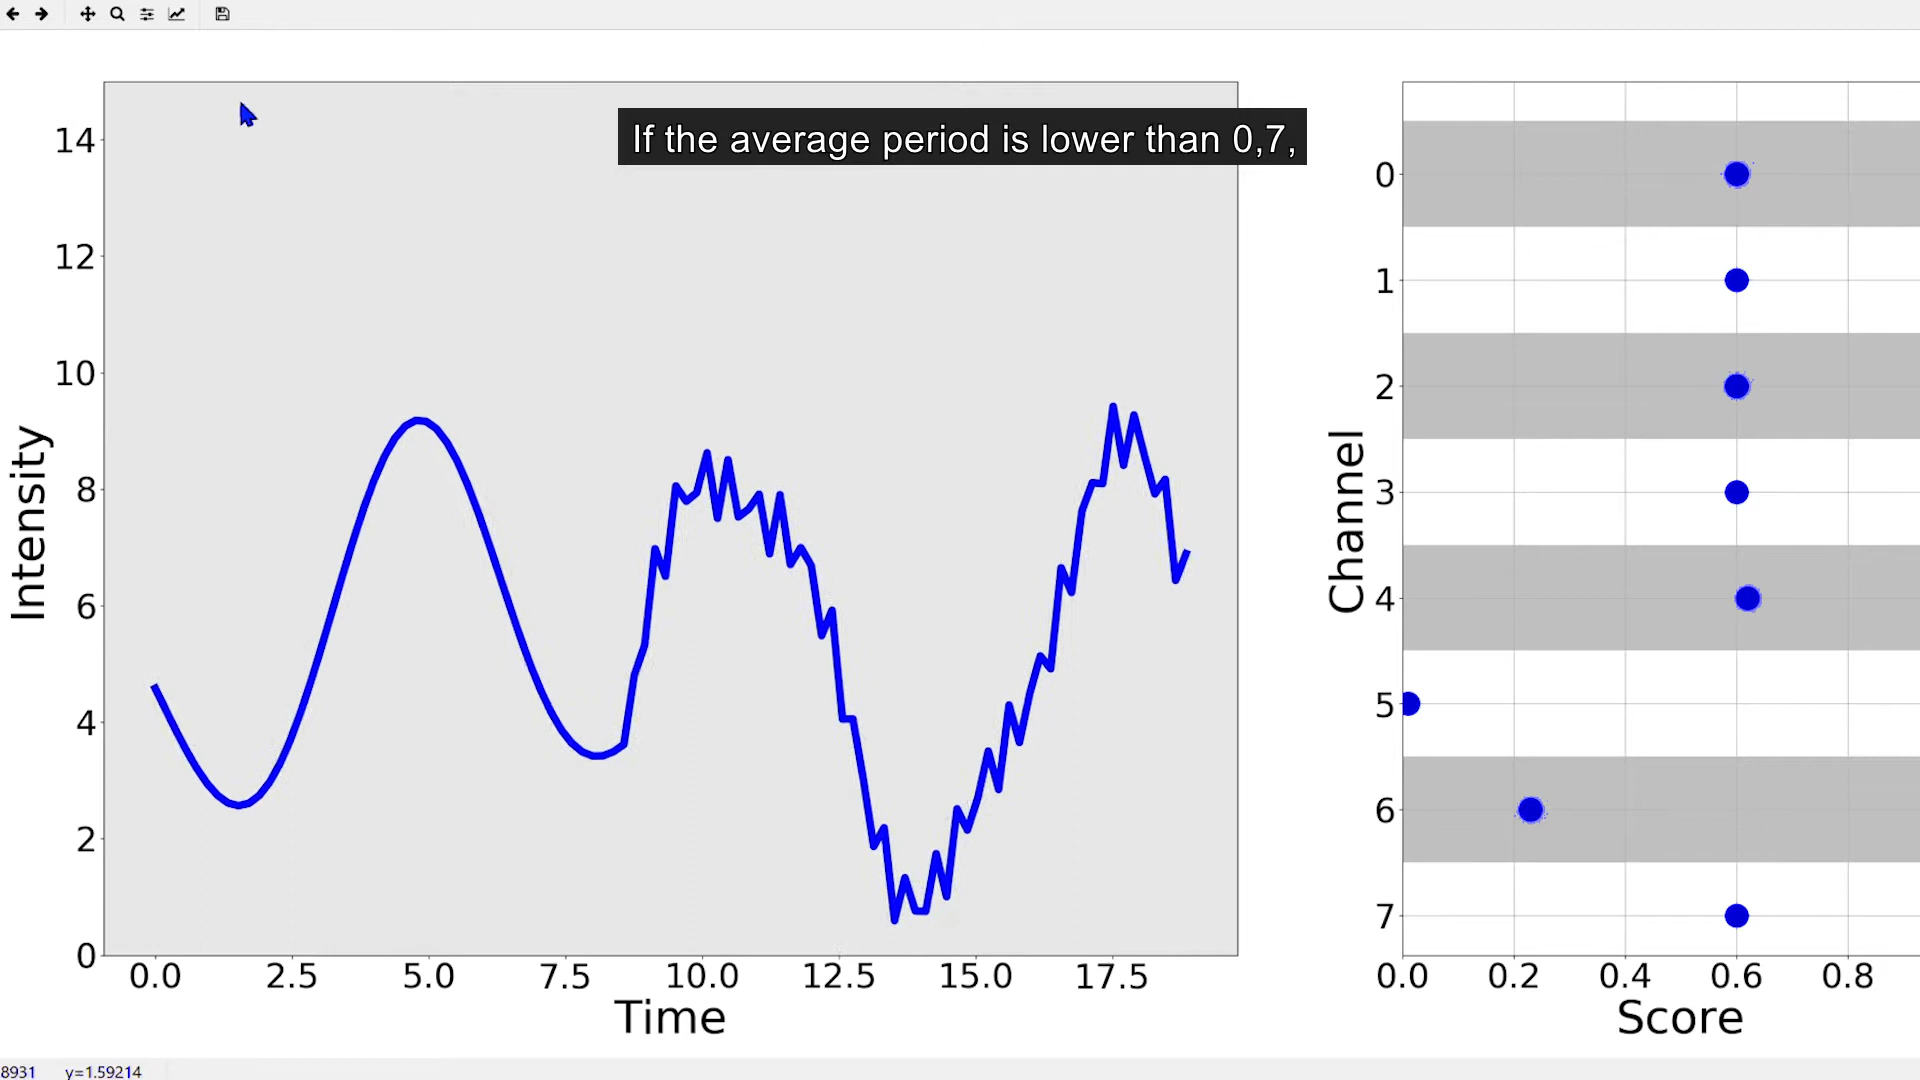 If the average period is lower than 0,7,
14
12
10
8
6
4
2
0
Intensity
0.0 2.5 5.0 7.5 10.0 12.5 15.0 17.5
Time
0
1
2
3
4
5
6
7
Channel
0.0 0.2 0.4 0.6 0.8
Score
8931 y=1.59214